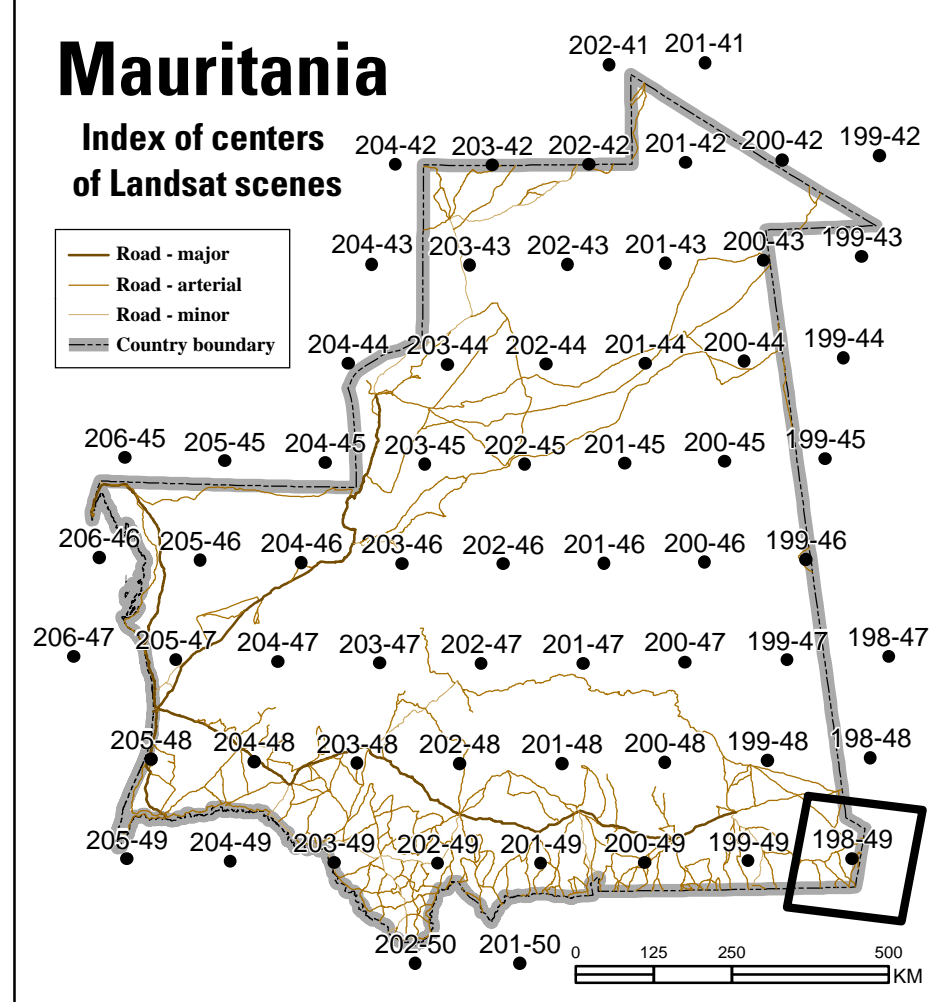 Mauritania
Index of centers
of Landsat scenes
Road - major
Road - arterial
Road - minor
Country boundary
202-41 201-41
204-42 203-42 202-42 201-42 200-42 199-42
204-43 203-43 202-43 201-43 200-43 199-43
204-44 203-44 202-44 201-44 200-44 199-44
206-45 205-45 204-45 203-45 202-45 201-45 200-45 199-45
206-46 205-46 204-46 203-46 202-46 201-46 200-46 199-46
206-47 205-47 204-47 203-47 202-47 201-47 200-47 199-47 198-47
205-48 204-48 203-48 202-48 201-48 200-48 199-48 198-48
205-49 204-49 203-49 202-49 201-49 200-49 199-49 198-49
202-50 201-50
0 125 250 500
KM